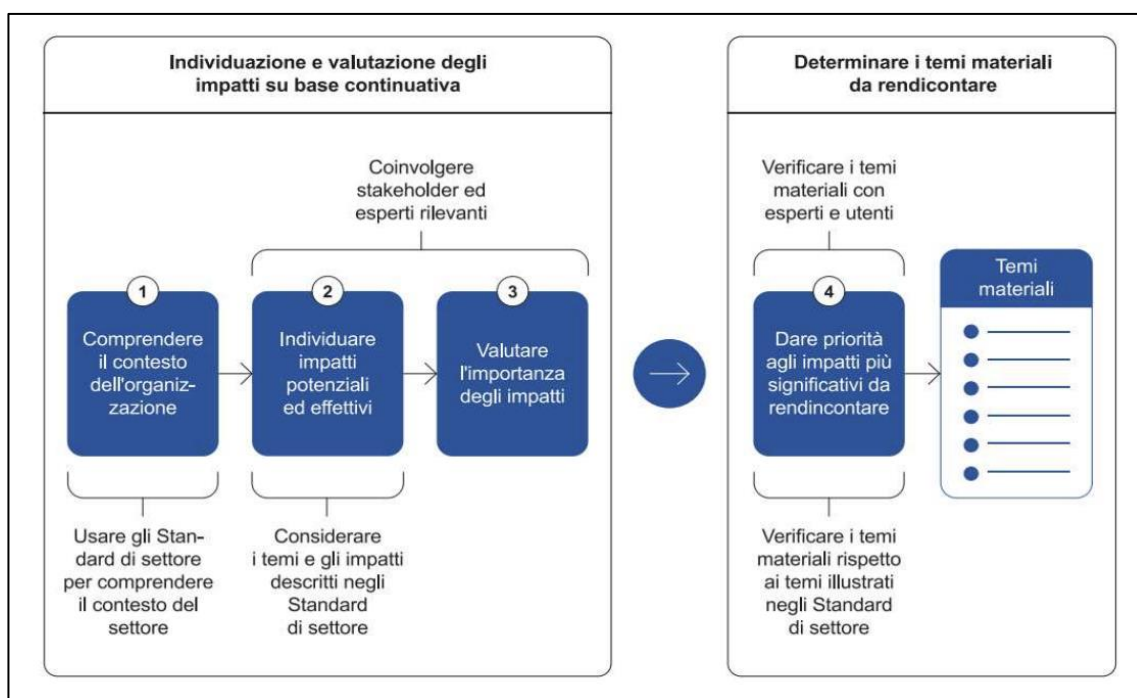 Individuazione e valutazione degli
impatti su base continuativa
Coinvolgere
stakeholder ed
esperti rilevanti
1
Comprendere
il contesto
dell'organiz-
zazione
2
Individuare
impatti
potenziali
ed effettivi
3
Valutare
l'importanza
degli impatti
Usare gli Stan-
dard di settore
per comprendere
il contesto del
settore
Considerare
i temi e gli impatti
descritti negli
Standard
di settore
Determinare i temi materiali
da rendicontare
Verificare i temi
materiali con
esperti e utenti
4
Dare priorità
agli impatti più
significativi da
rendincontare
Temi
materiali
Verificare i temi
materiali rispetto
ai temi illustrati
negli Standard
di settore